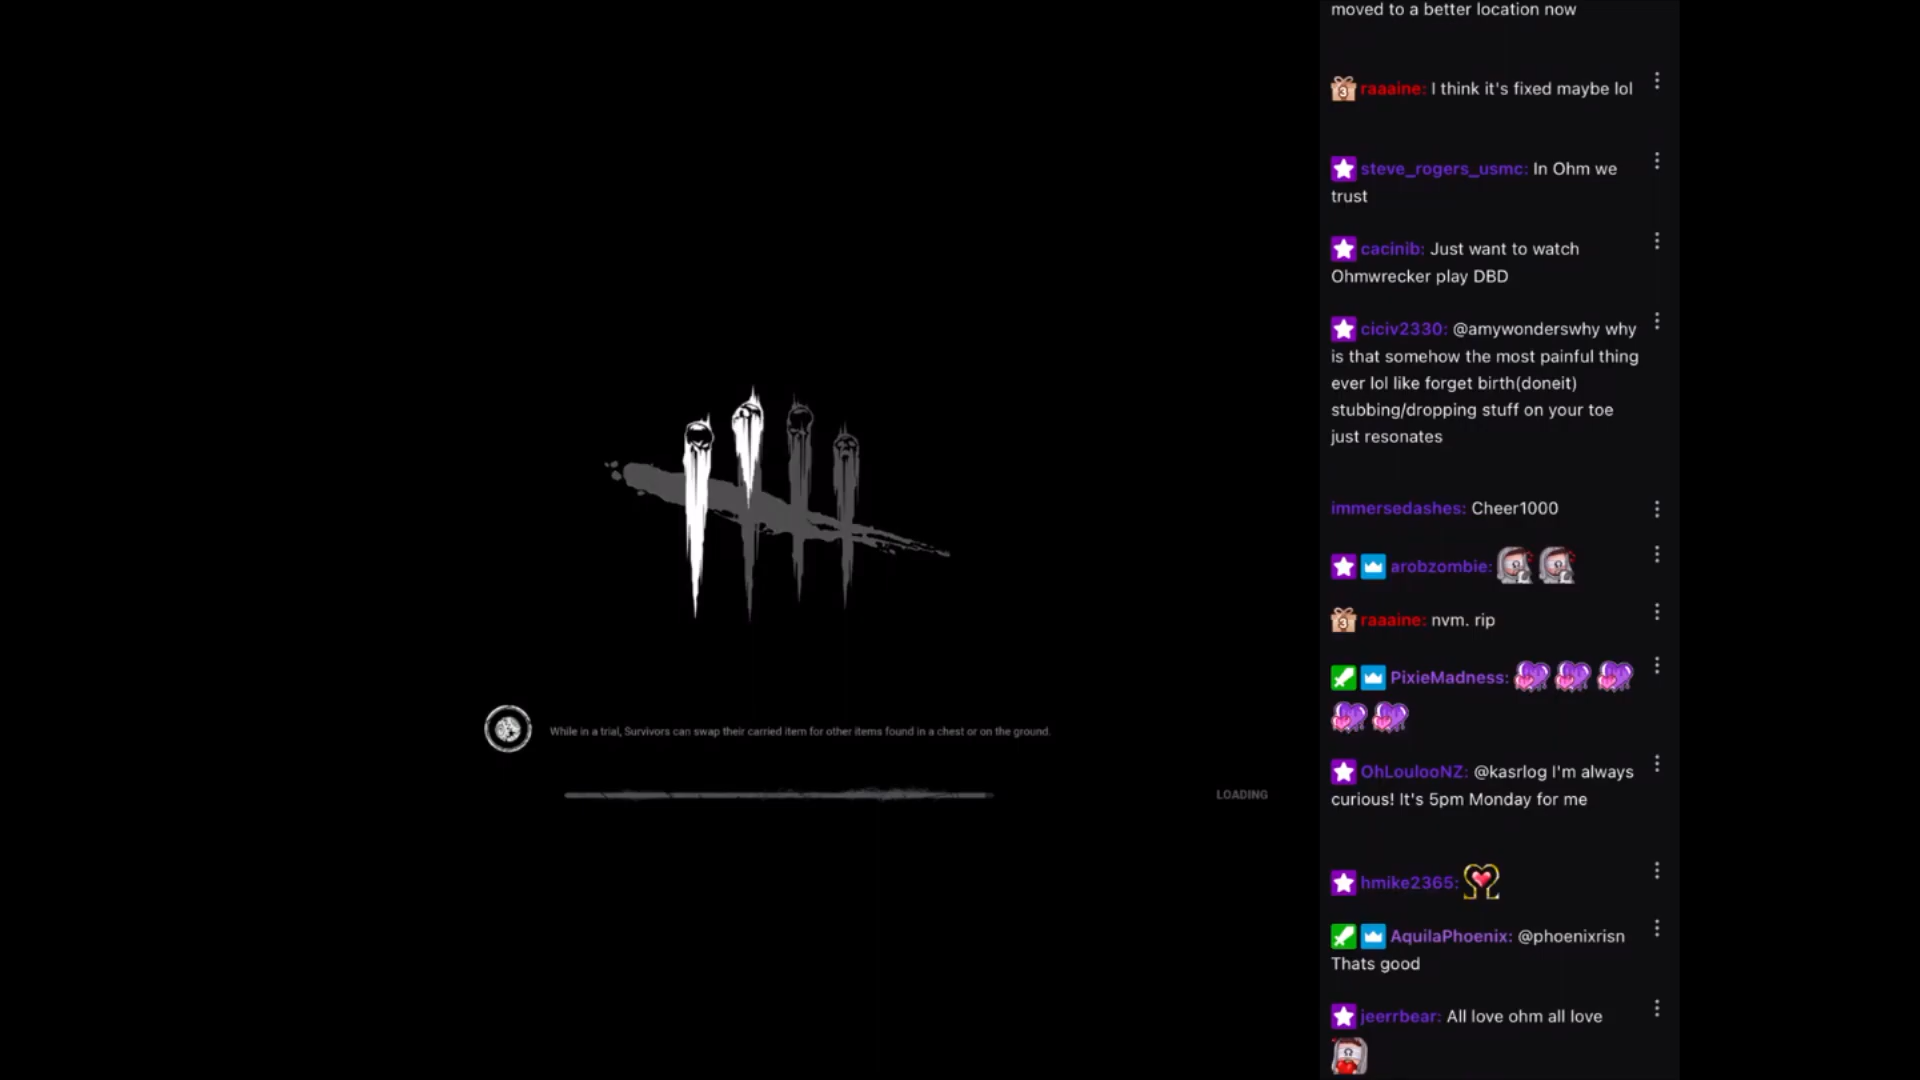 While in a trial, Survivors can swap their carried item for other items found in a chest or on the ground.
LOADING
moved to a better location now
raaaine: I think it's fixed maybe lol
steve_rogers_usmc: In Ohm we
trust
cacinib: Just want to watch
Ohmwrecker play DBD
ciciv2330: @amywonderswhy why
is that somehow the most painful thing
ever lol like forget birth(doneit)
stubbing/dropping stuff on your toe
just resonates
immersedashes: Cheer1000
arobzombie:
raaaine: nvm. rip
PixieMadness:
OhLoulooNZ: @kasrlog I'm always
curious! It's 5pm Monday for me
hmike2365:
AquilaPhoenix: @phoenixrisn
Thats good
jeerrbear: All love ohm all love